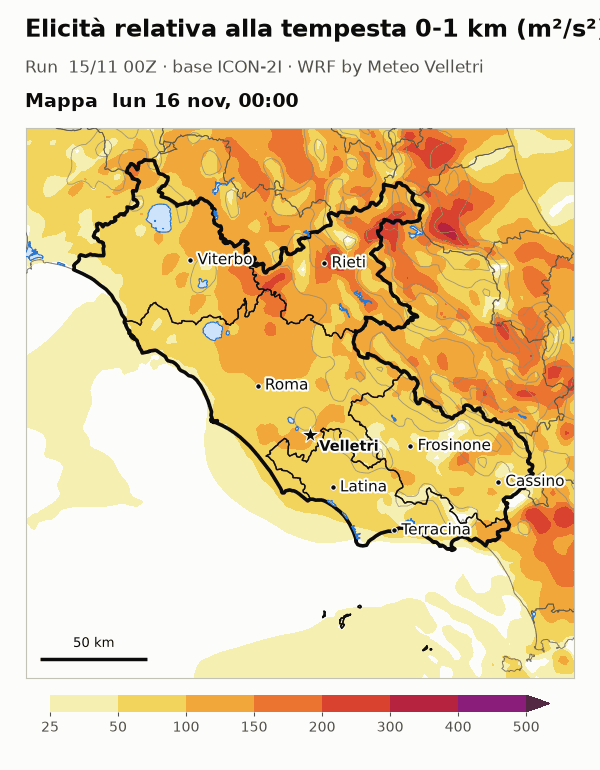 Elicità relativa alla tempesta 0-1 km (m²/s²)
Run 15/11 00Z · base ICON-2I · WRF by Meteo Velletri
Mappa lun 16 nov, 00:00
Viterbo
Rieti
Roma
Velletri
Frosinone
Cassino
Latina
Terracina
50 km
25 50 100 150 200 300 400 500